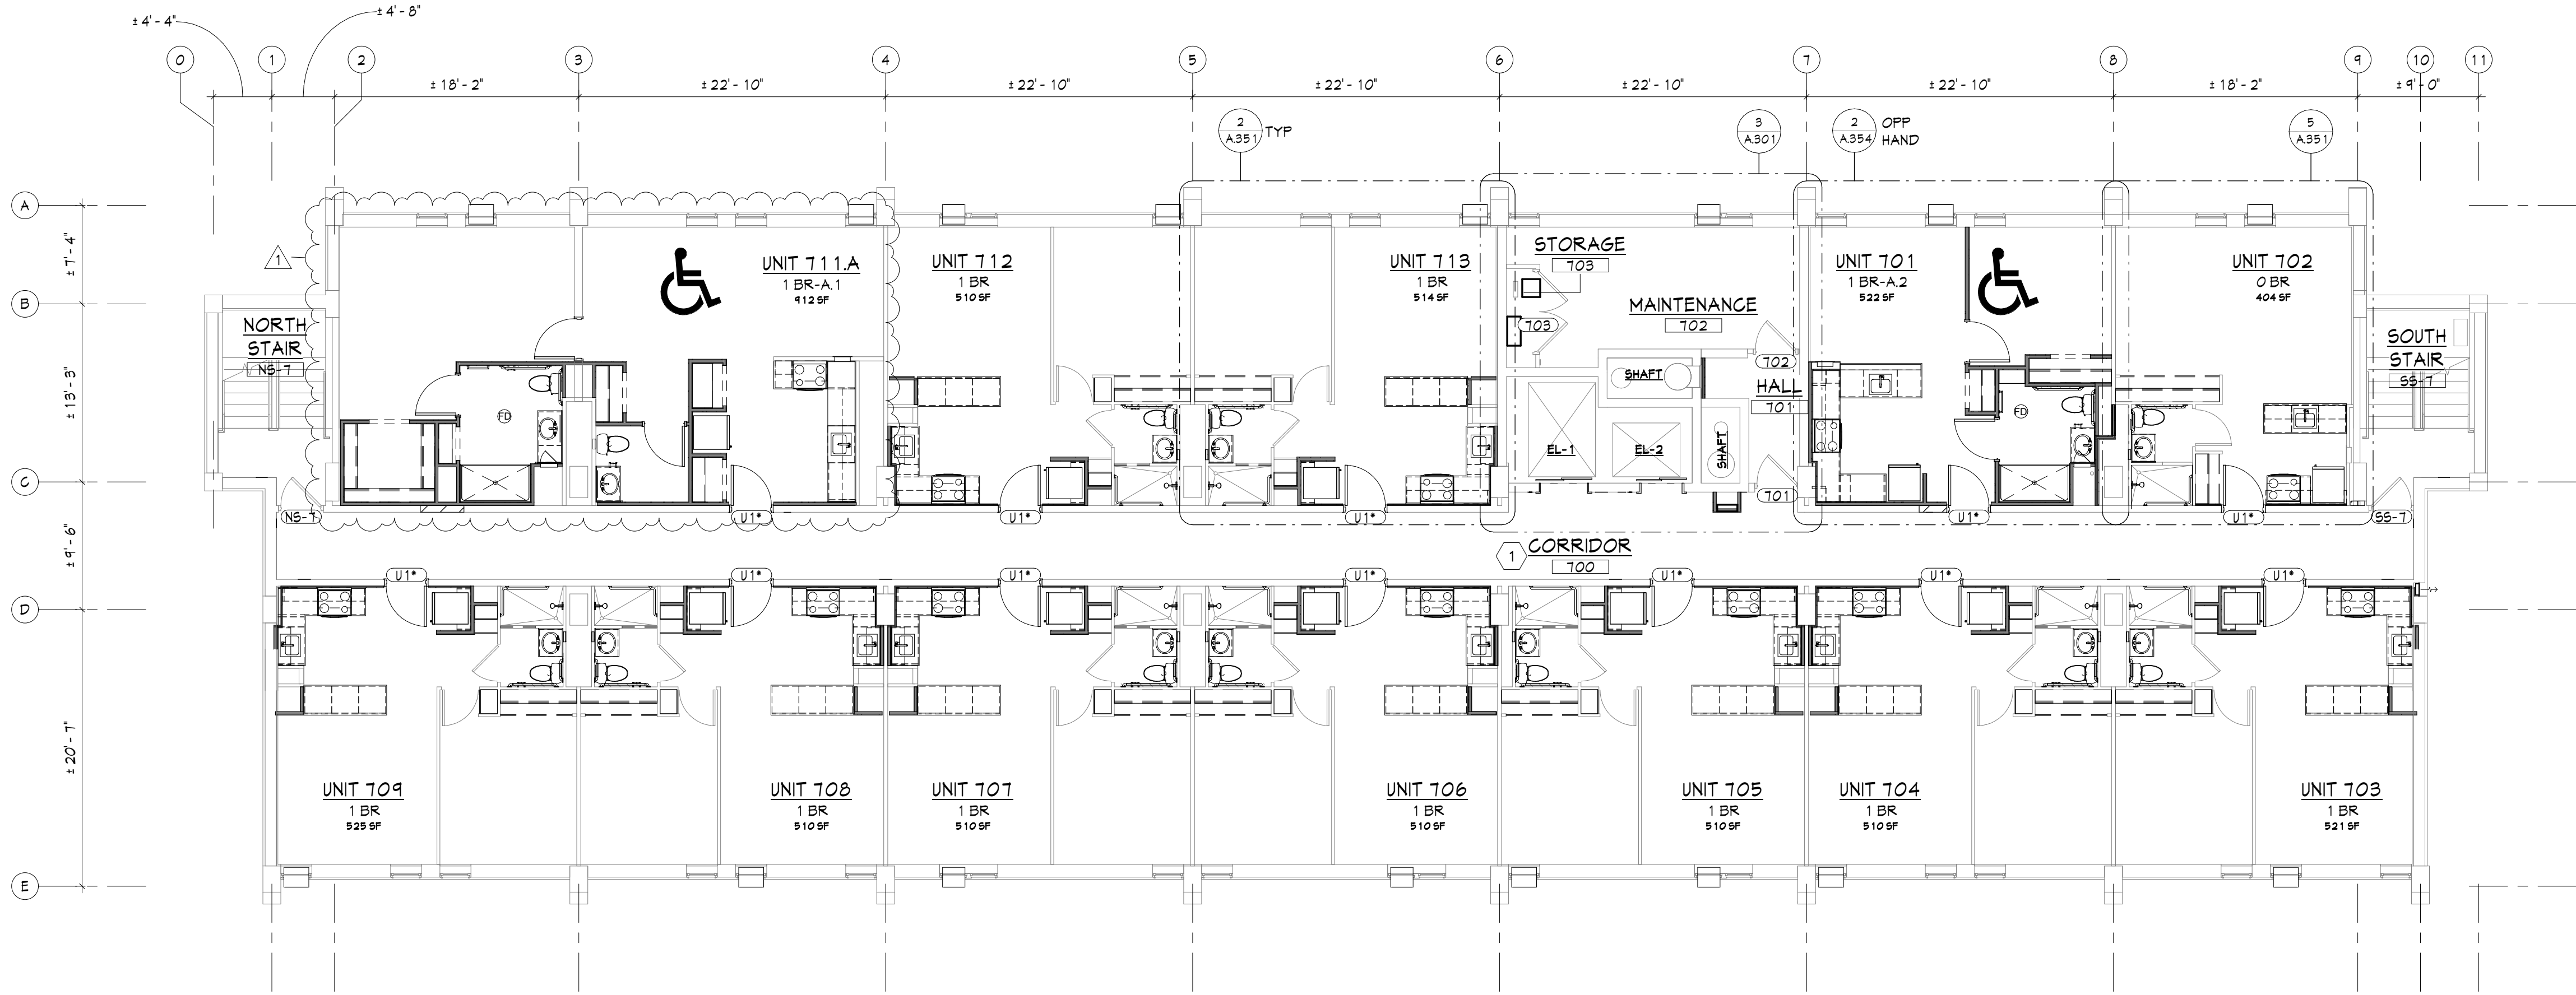 ± 4' - 4"
± 4' - 8"
0
1
2
3
4
5
6
7
8
9
10
11
± 18' - 2"
± 22' - 10"
± 22' - 10"
± 22' - 10"
± 22' - 10"
± 22' - 10"
± 18' - 2"
± 9' - 0"
2
A.351
TYP
3
A.301
2
A.354
OPP
HAND
5
A.351
A
B
C
D
E
± 7' - 4"
± 13' - 3"
± 9' - 6"
± 20' - 7"
1
NORTH
STAIR
NS-7
NS-7
UNIT 711.A
1 BR-A.1
912 SF
FD
U1*
UNIT 712
1 BR
510 SF
U1*
UNIT 713
1 BR
514 SF
U1*
STORAGE
703
703
MAINTENANCE
702
702
SHAFT
HALL
701
EL-1
EL-2
SHAFT
701
UNIT 701
1 BR-A.2
522 SF
FD
U1*
UNIT 702
0 BR
404 SF
U1*
SOUTH
STAIR
SS-7
SS-7
1
CORRIDOR
700
U1*
U1*
U1*
U1*
U1*
U1*
U1*
UNIT 709
1 BR
525 SF
UNIT 708
1 BR
510 SF
UNIT 707
1 BR
510 SF
UNIT 706
1 BR
510 SF
UNIT 705
1 BR
510 SF
UNIT 704
1 BR
510 SF
UNIT 703
1 BR
521 SF